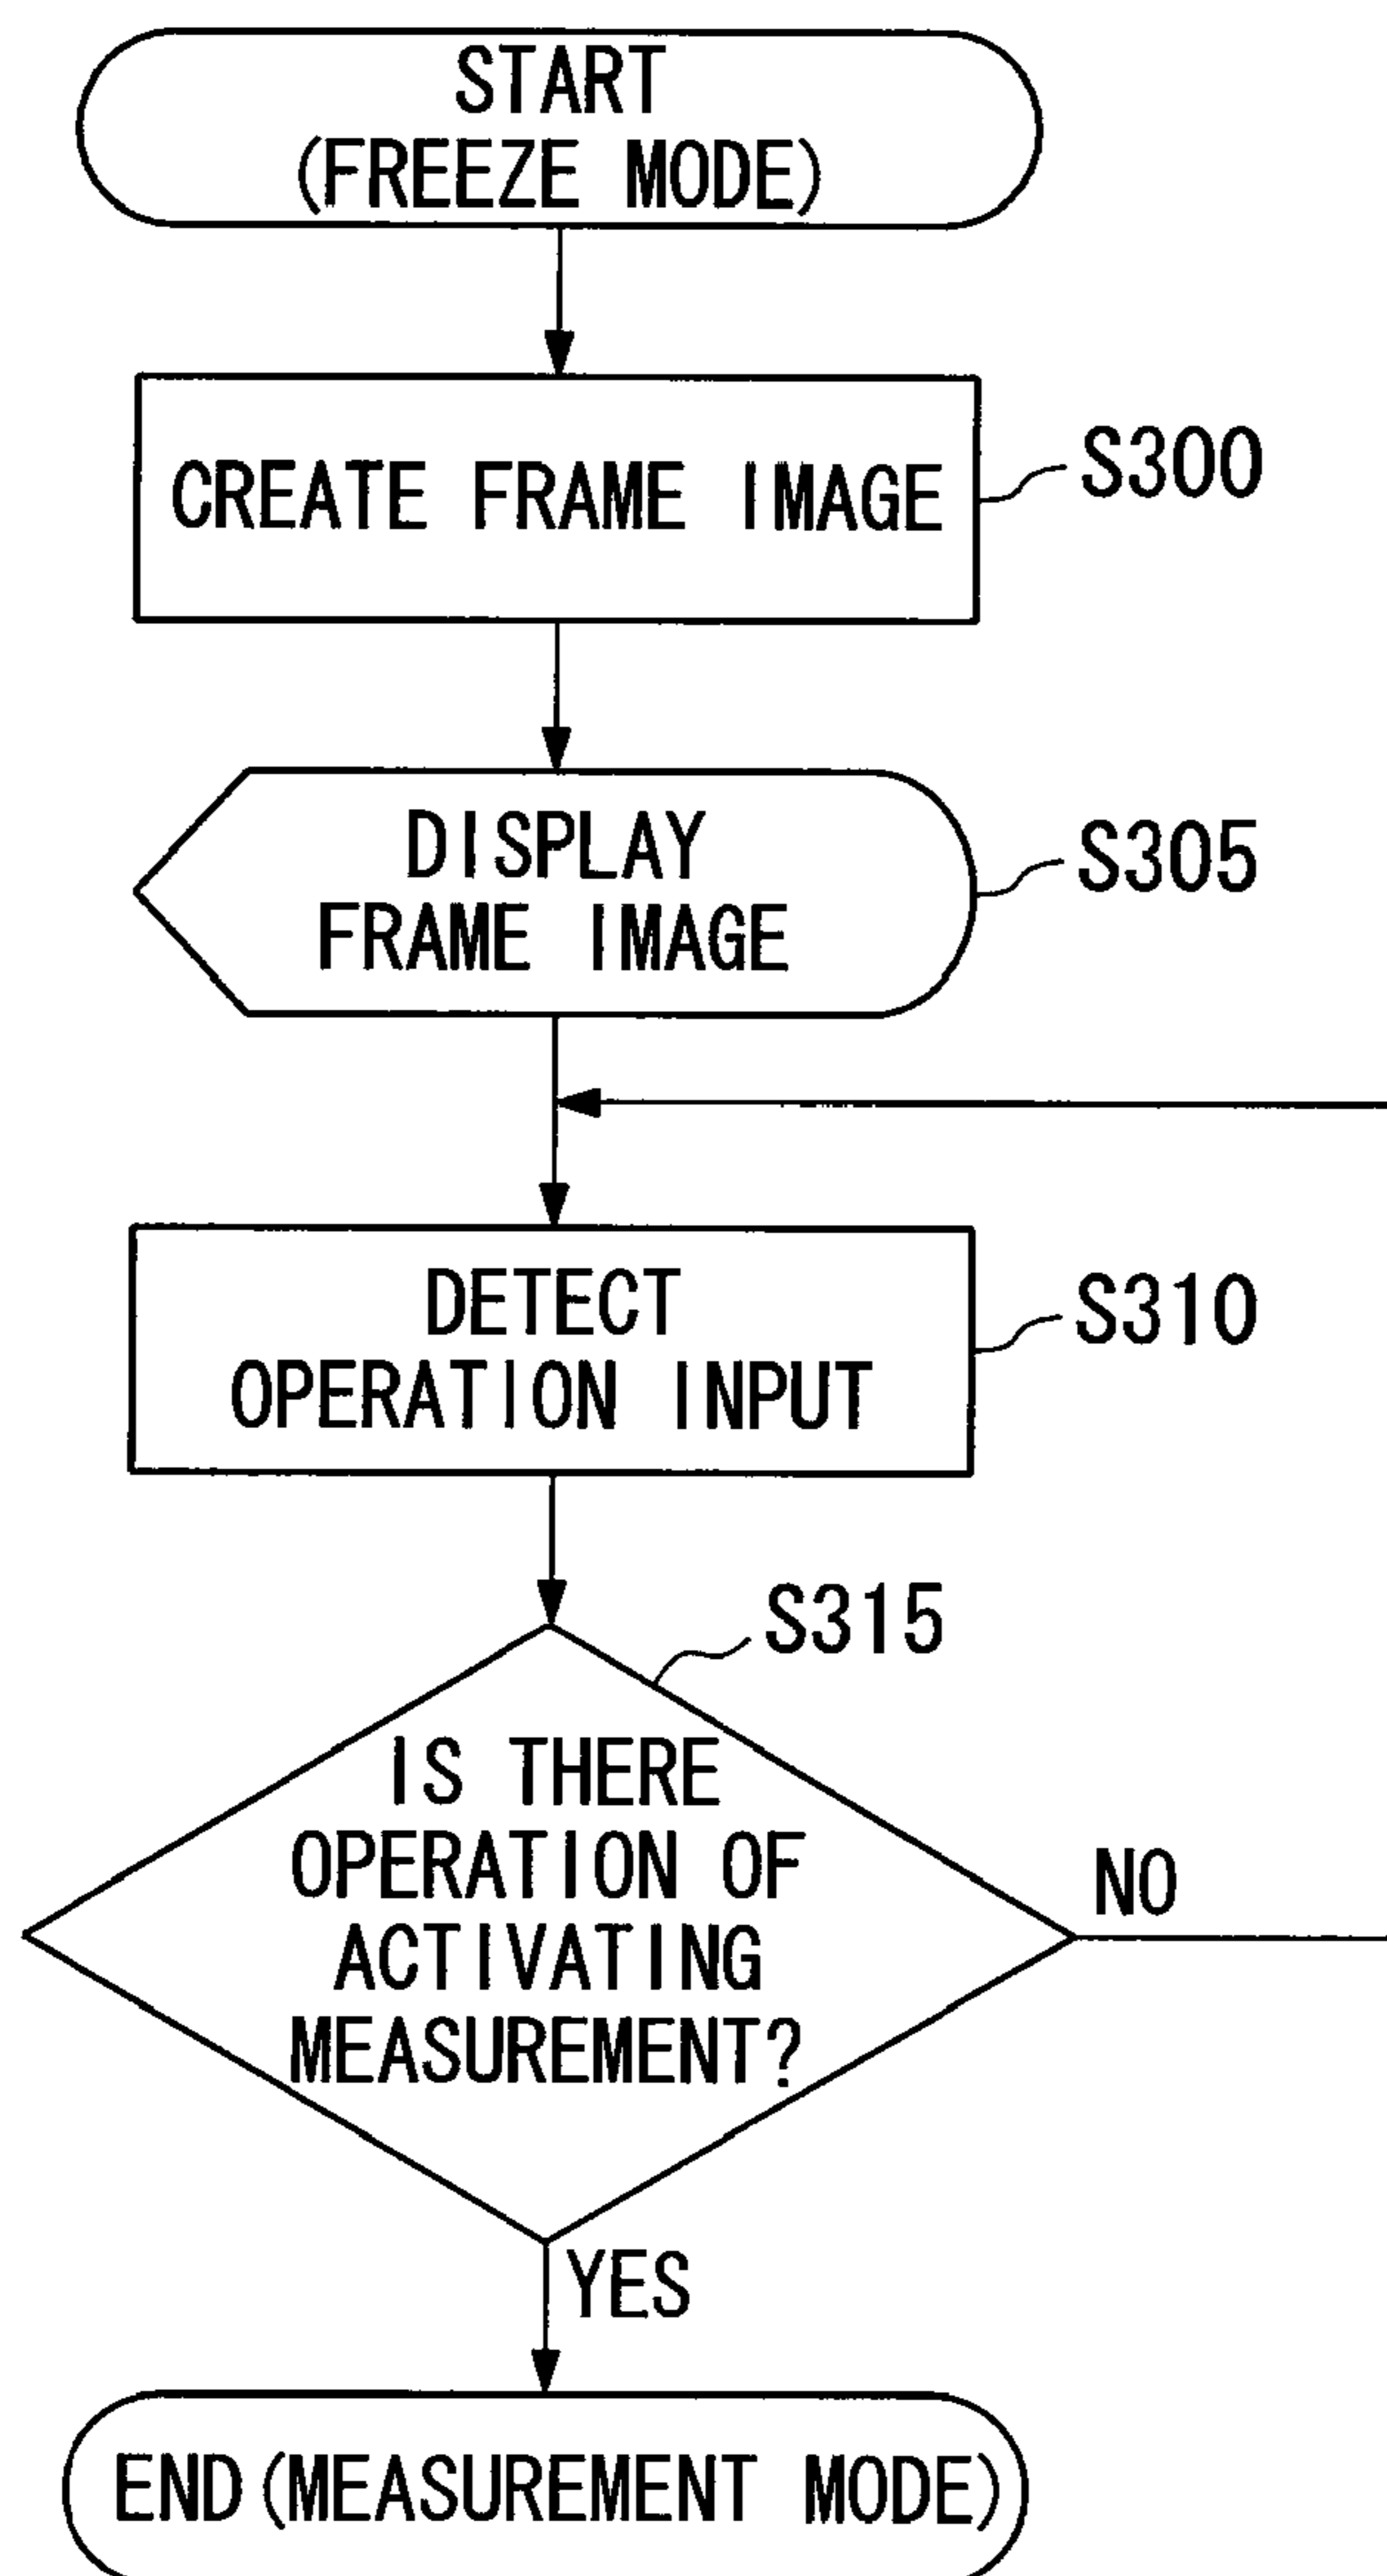 START
(FREEZE MODE)
CREATE FRAME IMAGE
S300
DISPLAY
FRAME IMAGE
S305
DETECT
OPERATION INPUT
S310
S315
IS THERE
OPERATION OF
ACTIVATING
MEASUREMENT?
NO
YES
END (MEASUREMENT MODE)